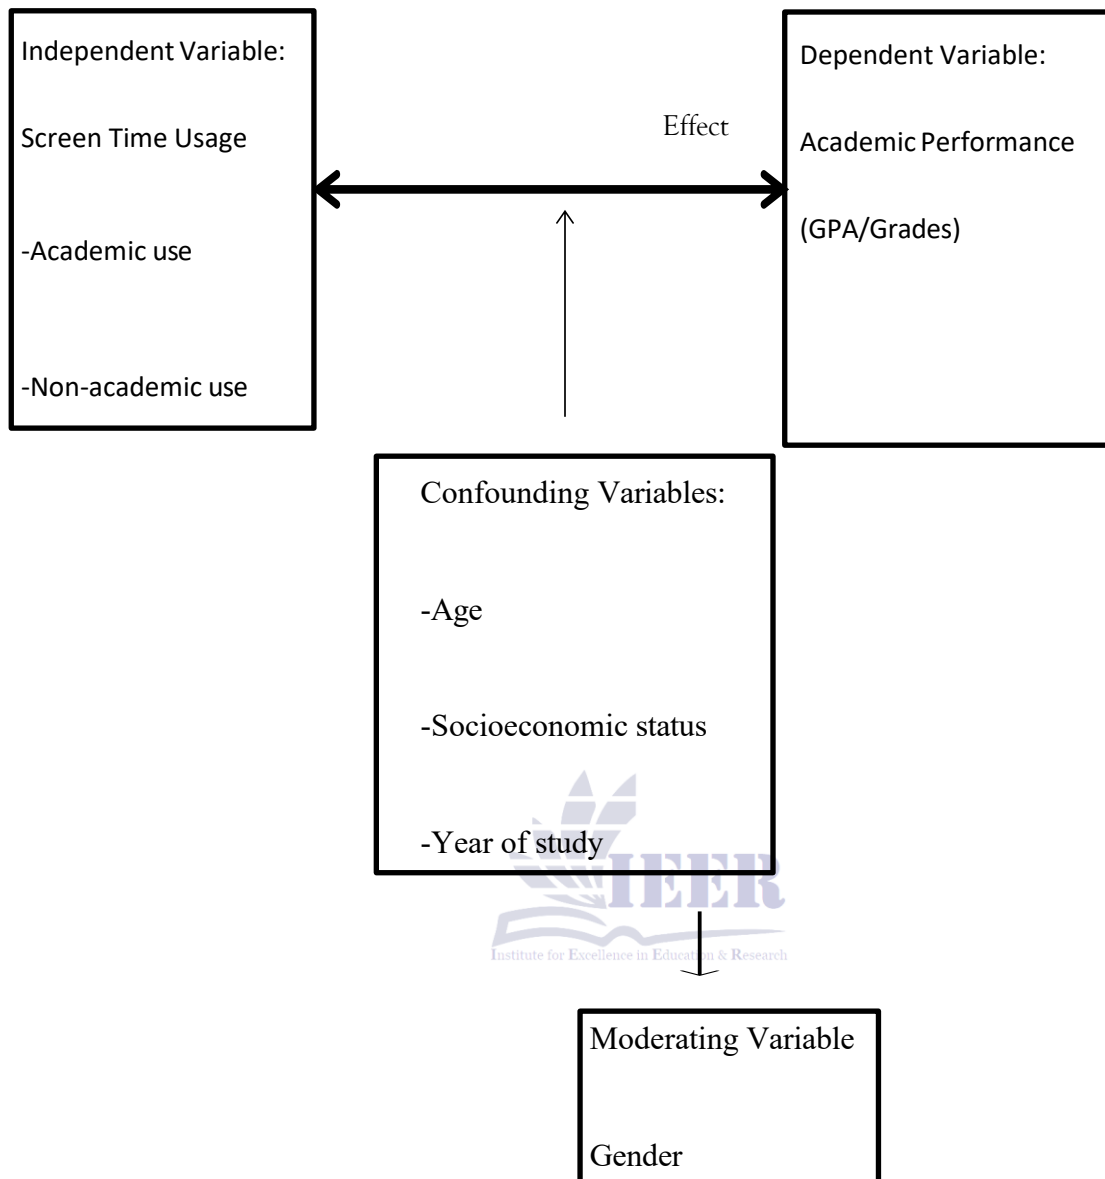 Independent Variable:
Screen Time Usage
-Academic use
-Non-academic use
Effect
Dependent Variable:
Academic Performance
(GPA/Grades)
Confounding Variables:
-Age
-Socioeconomic status
-Year of study
IEER
Institute for Excellence in Education & Research
Moderating Variable
Gender